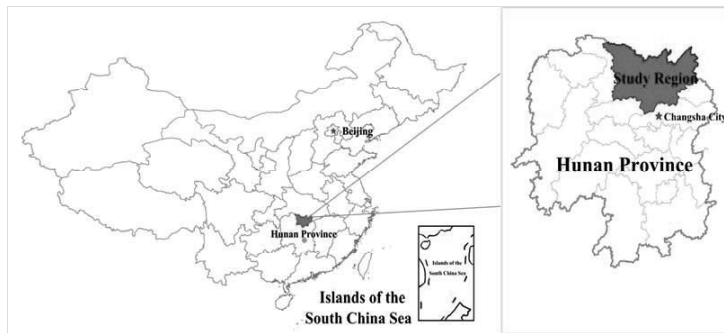 Beijing
Hunan Province
Islands of the
South China Sea
Islands of the
South China Sea
Study Region
Changsha City
Hunan Province